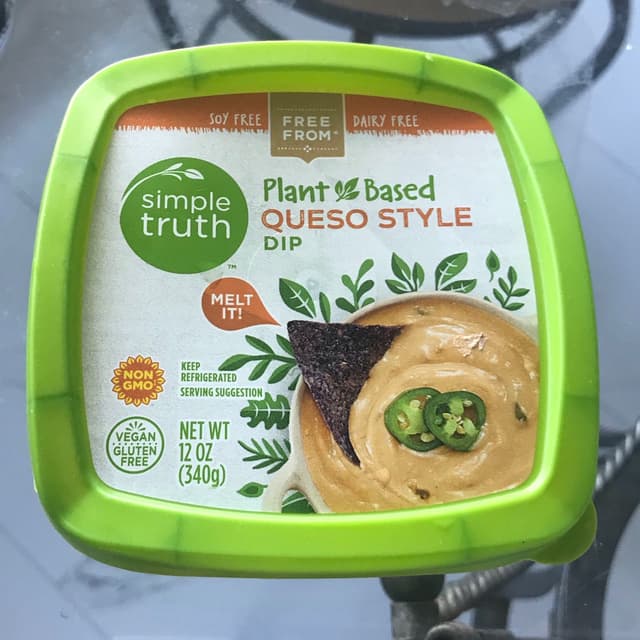 SOY FREE
FREE FROM®
DAIRY FREE
simple
truth
™
Plant Based
QUESO STYLE
DIP
MELT
IT!
NON
GMO
KEEP
REFRIGERATED
SERVING SUGGESTION
VEGAN
GLUTEN
FREE
NET WT
12 OZ
(340g)